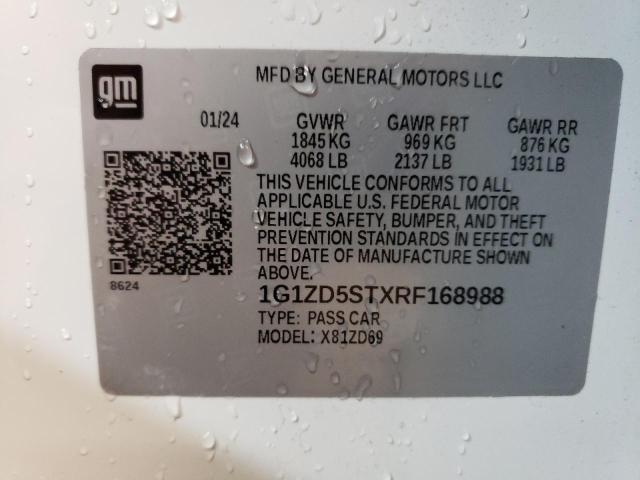 gm
MFD BY GENERAL MOTORS LLC
01/24 GVWR GAWR FRT GAWR RR
1845 KG 969 KG 876 KG
4068 LB 2137 LB 1931 LB
THIS VEHICLE CONFORMS TO ALL
APPLICABLE U.S. FEDERAL MOTOR
VEHICLE SAFETY, BUMPER, AND THEFT
PREVENTION STANDARDS IN EFFECT ON
THE DATE OF MANUFACTURE SHOWN
ABOVE.
8624
1G1ZD5STXRF168988
TYPE: PASS CAR
MODEL: X81ZD69